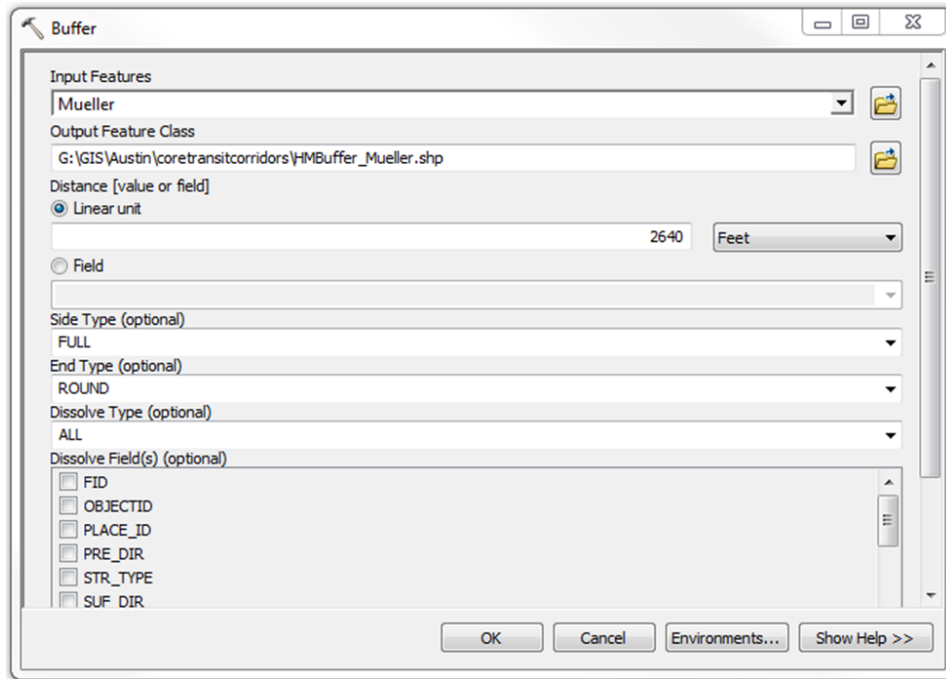 Buffer
Input Features
Mueller
Output Feature Class
G:\GIS\Austin\coretransitcorridors\HMBuffer_Mueller.shp
Distance [value or field]
Linear unit
2640 Feet
Field
Side Type (optional)
FULL
End Type (optional)
ROUND
Dissolve Type (optional)
ALL
Dissolve Field(s) (optional)
FID
OBJECTID
PLACE_ID
PRE_DIR
STR_TYPE
SUF_DIR
OK Cancel Environments... Show Help >>